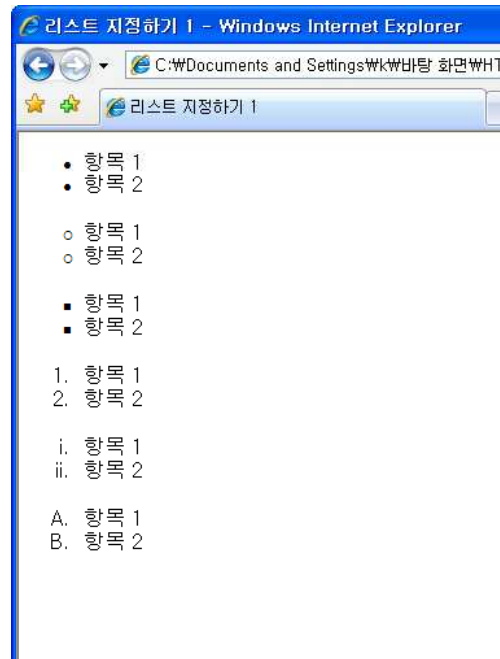 리스트 지정하기 1 - Windows Internet Explorer
C:₩Documents and Settings₩k₩바탕 화면₩HT
리스트 지정하기 1
• 항목 1
• 항목 2
○ 항목 1
○ 항목 2
▪ 항목 1
▪ 항목 2
1. 항목 1
2. 항목 2
i. 항목 1
ii. 항목 2
A. 항목 1
B. 항목 2